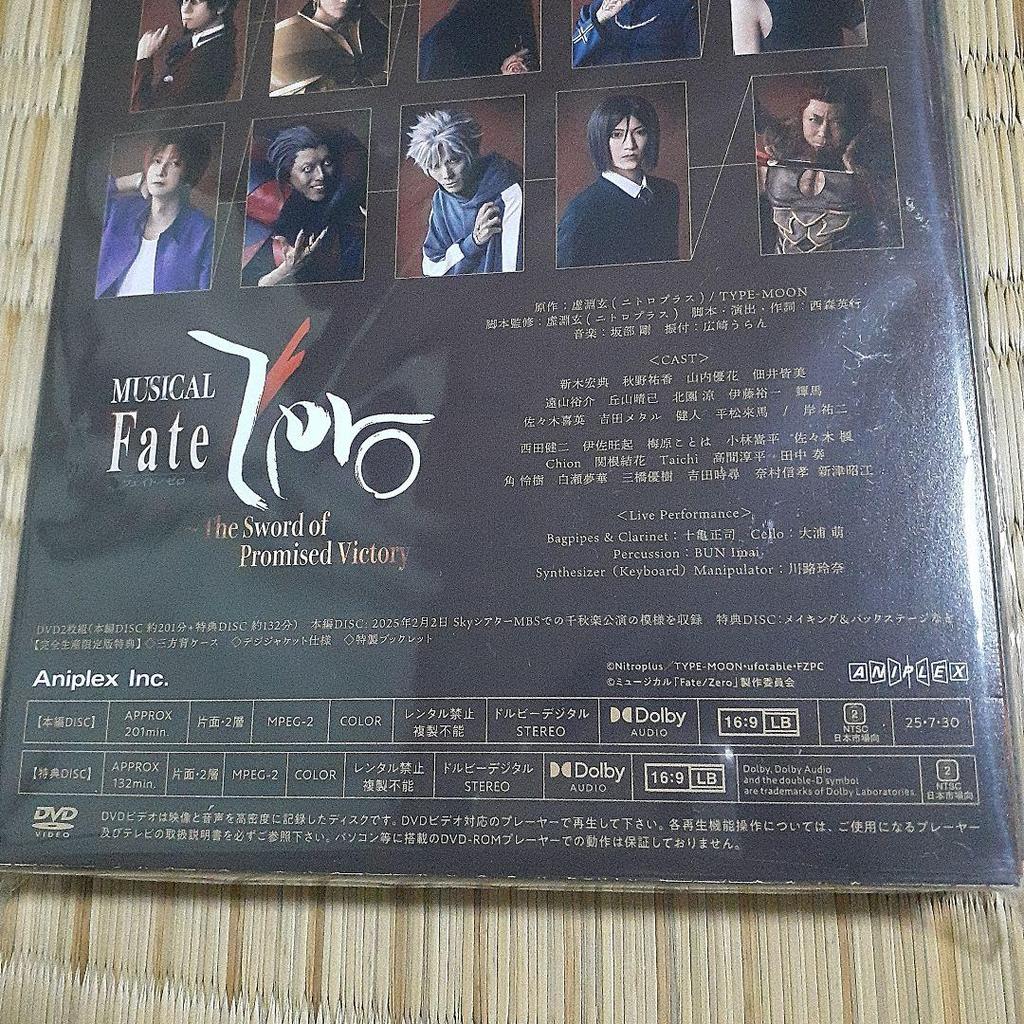 原作：虚淵玄(ニトロプラス) / TYPE-MOON
脚本監修：虚淵玄(ニトロプラス) 脚本・演出・作詞：西森英行
音楽：坂部 剛 振付：広崎うらん
<CAST>
新木宏典 秋野祐香 山内優花 佃井皆美
遠山裕介 丘山晴己 北園 涼 伊藤裕一 輝馬
佐々木喜英 吉田メタル 健人 平松來馬 / 岸 祐二
西田健二 伊佐旺起 梅原ことは 小林嵩平 佐々木 楓
Chion 関根結花 Taichi 高間淳平 田中 奏
角 怜樹 白瀬夢華 三橋優樹 吉田時尋 奈村信孝 新津昭江
<Live Performance>
Bagpipes & Clarinet：十亀正司 Cello：大浦 萌
Percussion：BUN Imai
Synthesizer (Keyboard) Manipulator：川路玲奈
MUSICAL
Fate Zero
フェイト/ゼロ
The Sword of
Promised Victory
DVD2枚組(本編DISC 約201分+特典DISC 約132分) 本編DISC: 2025年2月2日 SkyシアターMBSでの千秋楽公演の模様を収録 特典DISC：メイキング&バックステージなど
【完全生産限定版特典】◇三方背ケース ◇デジジャケット仕様 ◇特製ブックレット
Aniplex Inc.
©Nitroplus／TYPE-MOON・ufotable・FZPC
©ミュージカル「Fate/Zero」製作委員会
ANIPLEX
【本編DISC】 APPROX 201min. 片面・2層 MPEG-2 COLOR レンタル禁止 複製不能 ドルビーデジタル STEREO Dolby AUDIO 16:9 LB 2 NTSC 日本市場向 25・7・30
【特典DISC】 APPROX 132min. 片面・2層 MPEG-2 COLOR レンタル禁止 複製不能 ドルビーデジタル STEREO Dolby AUDIO 16:9 LB Dolby, Dolby Audio and the double-D symbol are trademarks of Dolby Laboratories. 2 NTSC 日本市場向
DVD VIDEO
DVDビデオは映像と音声を高密度に記録したディスクです。DVDビデオ対応のプレーヤーで再生して下さい。各再生機能操作については、ご使用になるプレーヤー
及びテレビの取扱説明書を必ずご参照下さい。パソコン等に搭載のDVD-ROMプレーヤーでの動作は保証しておりません。